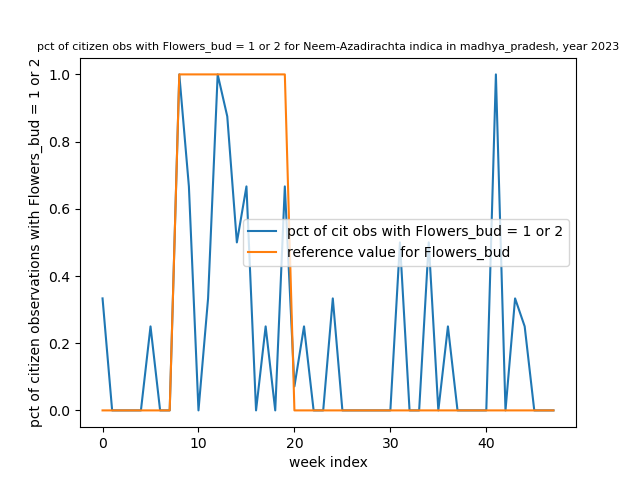 pct of citizen obs with Flowers_bud = 1 or 2 for Neem-Azadirachta indica in madhya_pradesh, year 2023
pct of citizen observations with Flowers_bud = 1 or 2
1.0
0.8
0.6
0.4
0.2
0.0
pct of cit obs with Flowers_bud = 1 or 2
reference value for Flowers_bud
0 10 20 30 40
week index